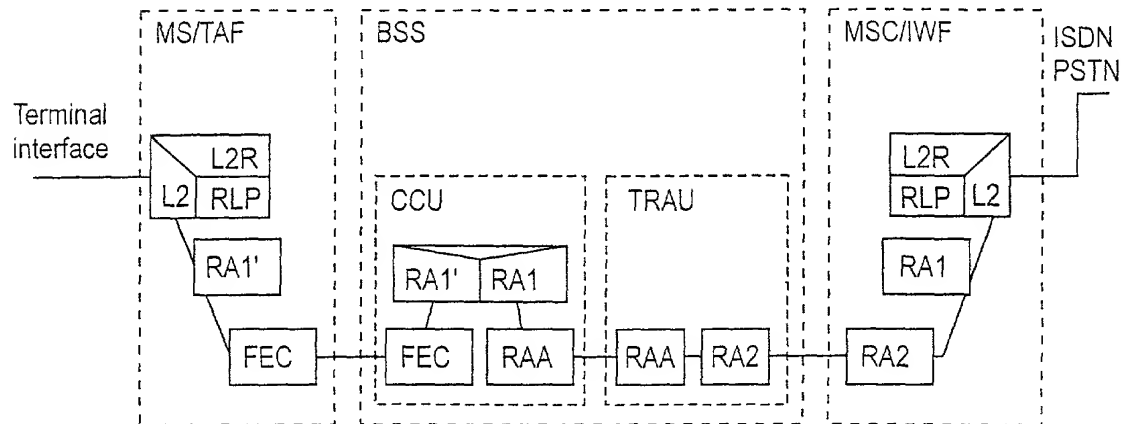 MS/TAF
BSS
MSC/IWF
ISDN
PSTN
Terminal
interface
L2R
L2
RLP
RA1'
FEC
CCU
RA1'
RA1
FEC
RAA
TRAU
RAA
RA2
L2R
RLP
L2
RA1
RA2